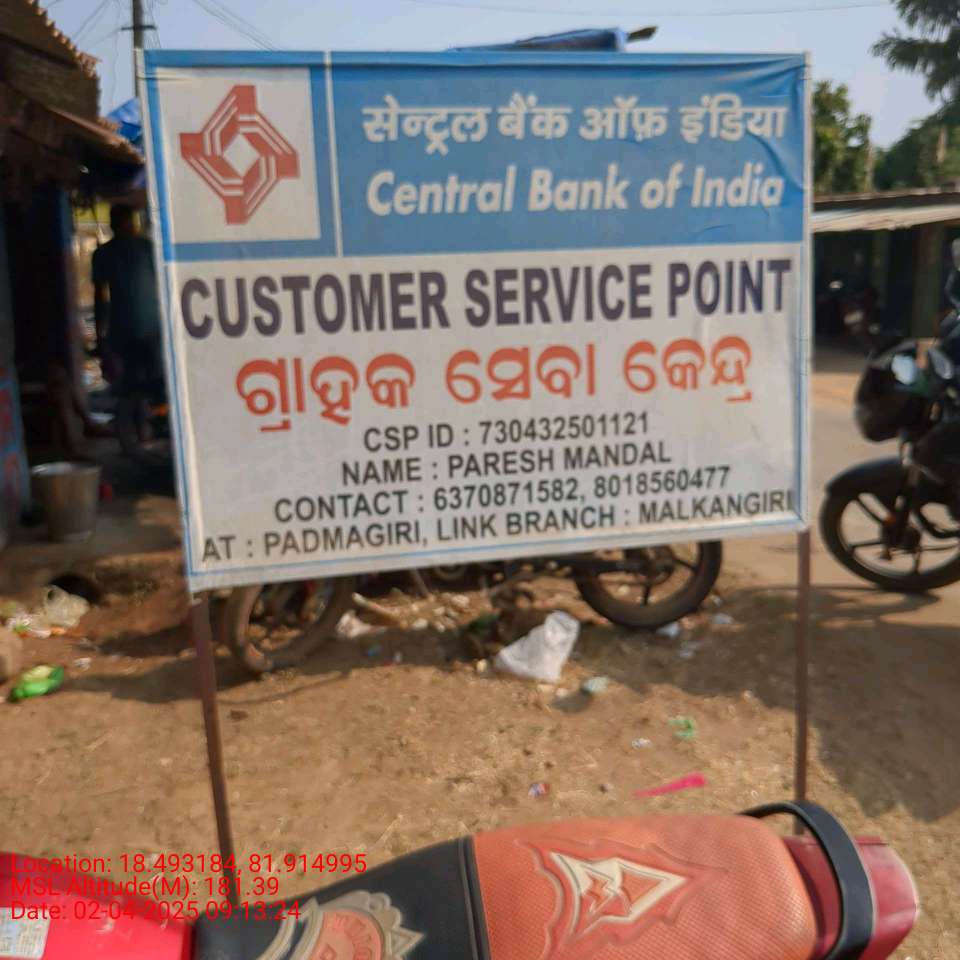 सेन्ट्रल बैंक ऑफ़ इंडिया
Central Bank of India
CUSTOMER SERVICE POINT
ଗ୍ରାହକ ସେବା କେନ୍ଦ୍ର
CSP ID : 730432501121
NAME : PARESH MANDAL
CONTACT : 6370871582, 8018560477
AT : PADMAGIRI, LINK BRANCH : MALKANGIRI
Location: 18.493184, 81.914995
MSL Altitude(M): 181.39
Date: 02-04-2025 09:13:24